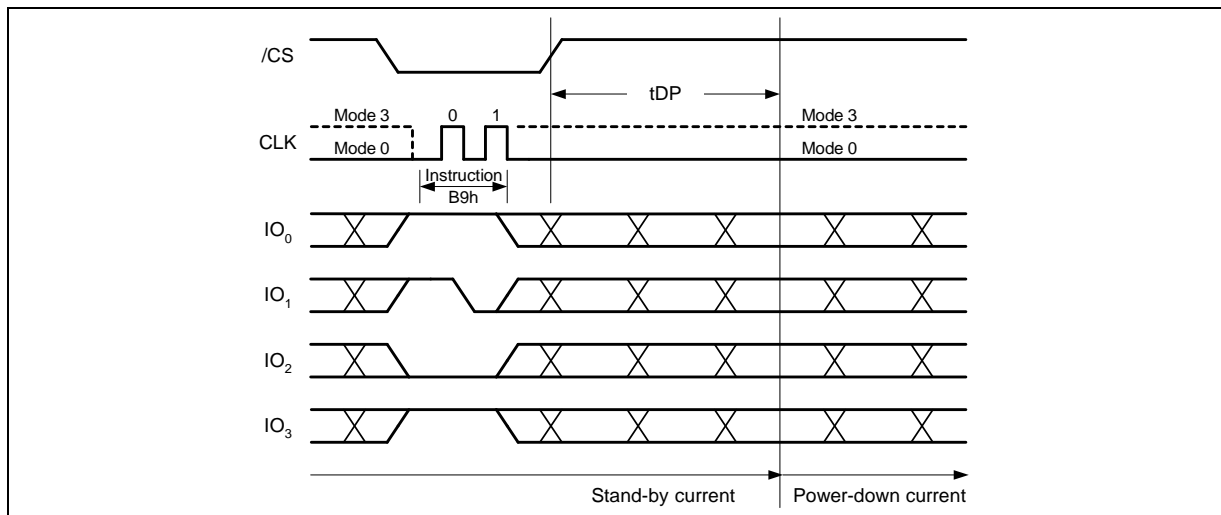 /CS
tDP
Mode 3 0 1 Mode 3
CLK
Mode 0 Mode 0
Instruction
B9h
IO0
IO1
IO2
IO3
Stand-by current Power-down current